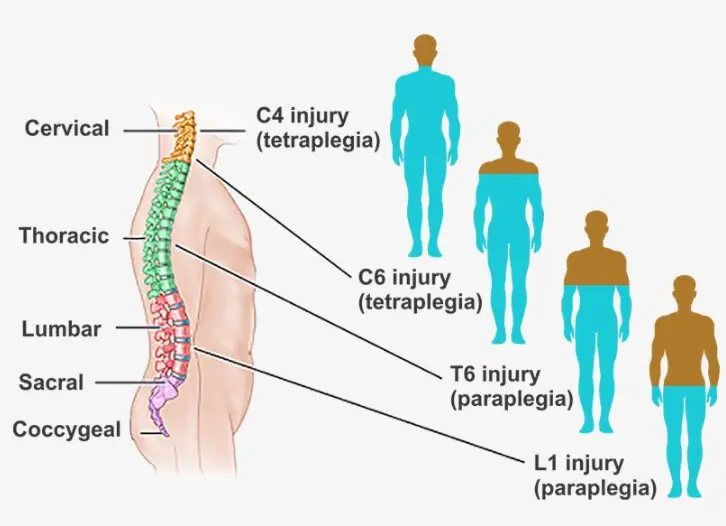 Cervical
Thoracic
Lumbar
Sacral
Coccygeal
C4 injury
(tetraplegia)
C6 injury
(tetraplegia)
T6 injury
(paraplegia)
L1 injury
(paraplegia)